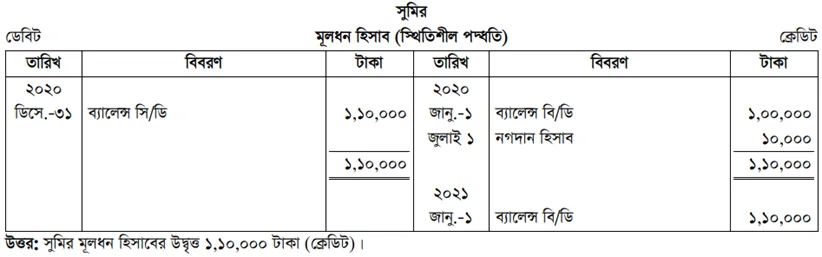 সুমির
ডেবিট মূলধন হিসাব (স্থিতিশীল পদ্ধতি) ক্রেডিট
তারিখ বিবরণ টাকা তারিখ বিবরণ টাকা
২০২০ ২০২০
ডিসে.-৩১ ব্যালেন্স সি/ডি ১,১০,০০০ জানু.-১ ব্যালেন্স বি/ডি ১,০০,০০০
জুলাই ১ নগদান হিসাব ১০,০০০
১,১০,০০০ ১,১০,০০০
২০২১
জানু.-১ ব্যালেন্স বি/ডি ১,১০,০০০
উত্তর: সুমির মূলধন হিসাবের উদ্বৃত্ত ১,১০,০০০ টাকা (ক্রেডিট)।